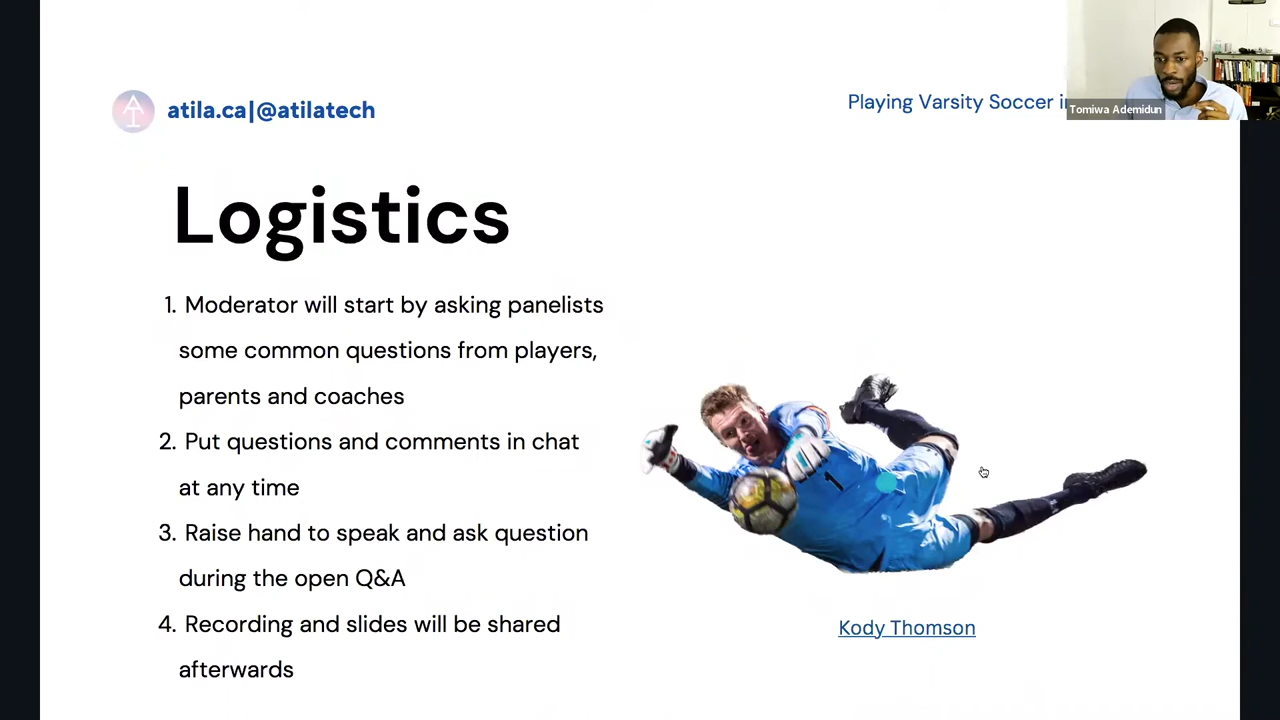 atila.ca|@atilatech
Playing Varsity Soccer
Tomiwa Ademidun
Logistics
1. Moderator will start by asking panelists
some common questions from players,
parents and coaches
2. Put questions and comments in chat
at any time
3. Raise hand to speak and ask question
during the open Q&A
4. Recording and slides will be shared
afterwards
1
Kody Thomson